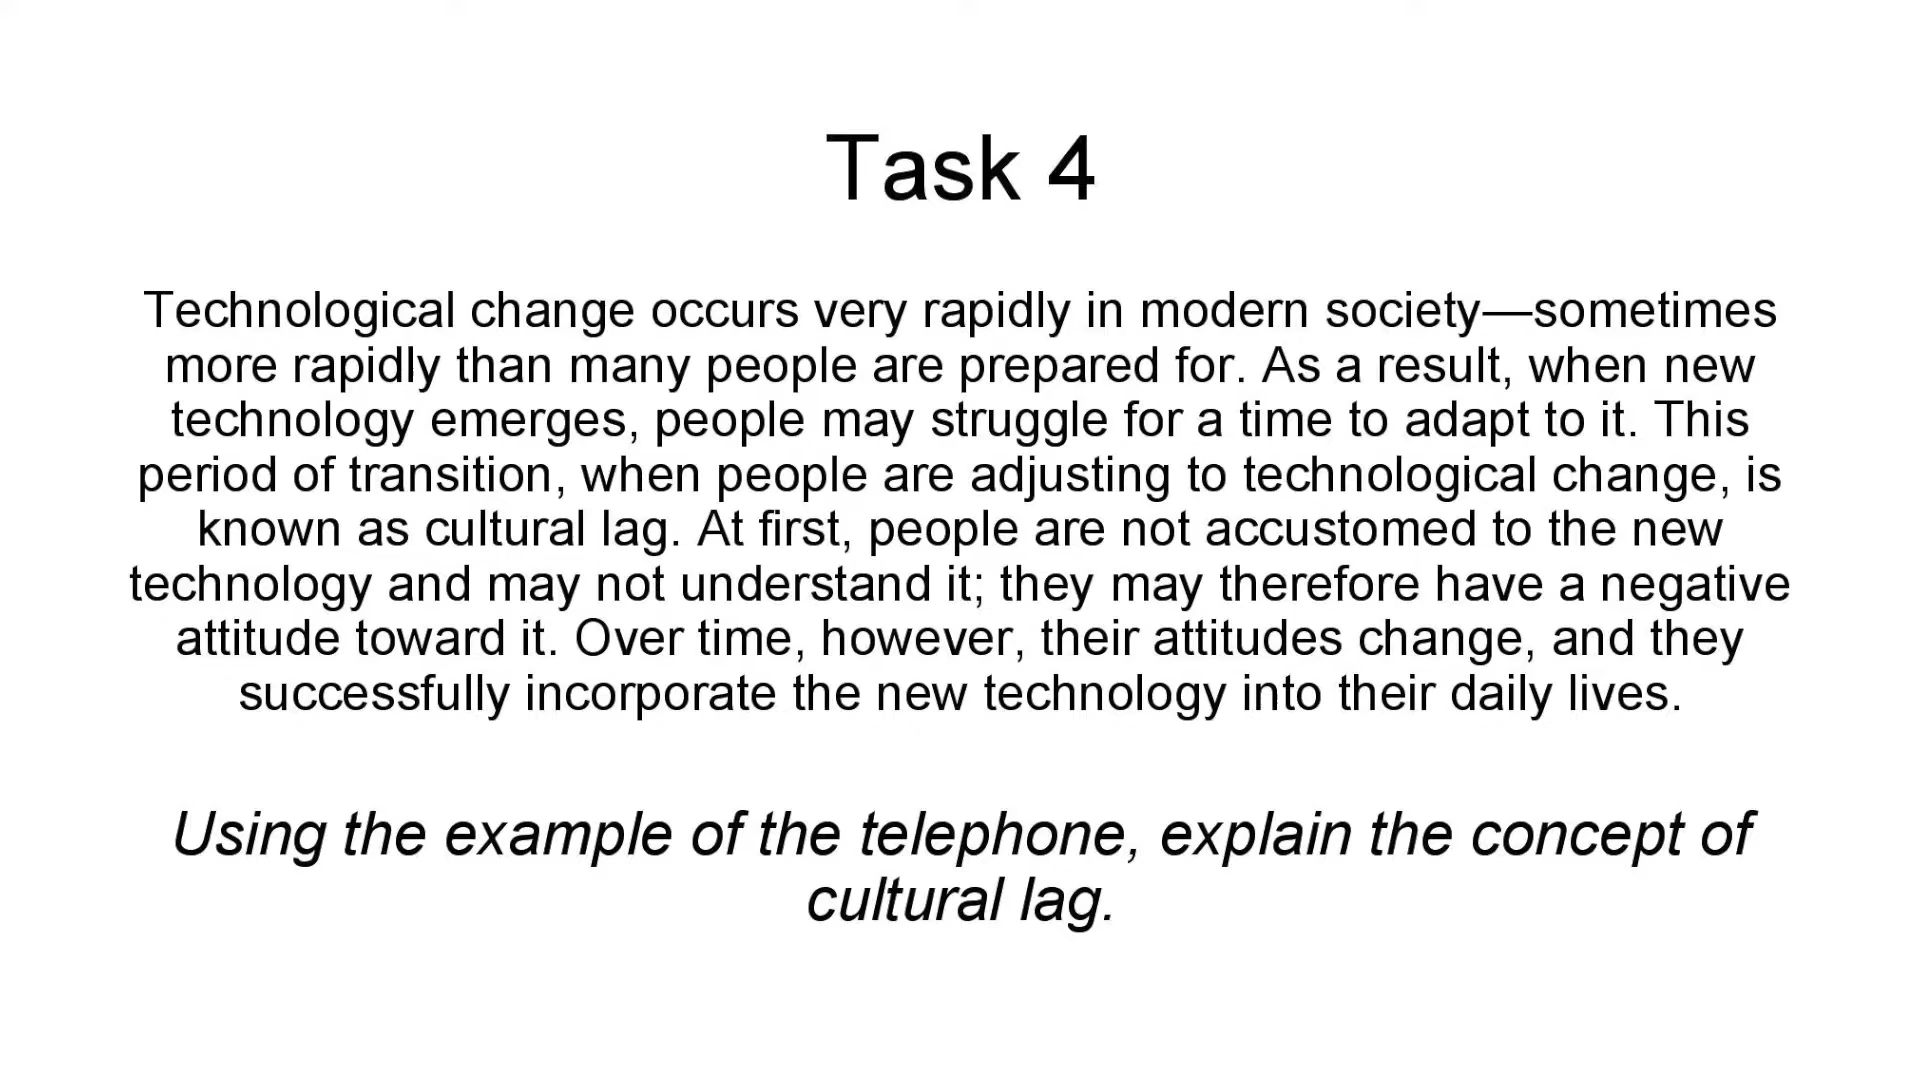 Task 4
Technological change occurs very rapidly in modern society—sometimes
more rapidly than many people are prepared for. As a result, when new
technology emerges, people may struggle for a time to adapt to it. This
period of transition, when people are adjusting to technological change, is
known as cultural lag. At first, people are not accustomed to the new
technology and may not understand it; they may therefore have a negative
attitude toward it. Over time, however, their attitudes change, and they
successfully incorporate the new technology into their daily lives.
Using the example of the telephone, explain the concept of
cultural lag.